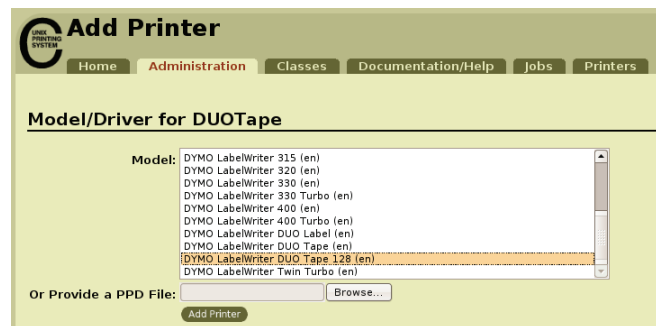 UNIX
PRINTING
SYSTEM
Add Printer
Home Administration Classes Documentation/Help Jobs Printers
Model/Driver for DUOTape
Model:
DYMO LabelWriter 315 (en)
DYMO LabelWriter 320 (en)
DYMO LabelWriter 330 (en)
DYMO LabelWriter 330 Turbo (en)
DYMO LabelWriter 400 (en)
DYMO LabelWriter 400 Turbo (en)
DYMO LabelWriter DUO Label (en)
DYMO LabelWriter DUO Tape (en)
DYMO LabelWriter DUO Tape 128 (en)
DYMO LabelWriter Twin Turbo (en)
Or Provide a PPD File: Browse...
Add Printer